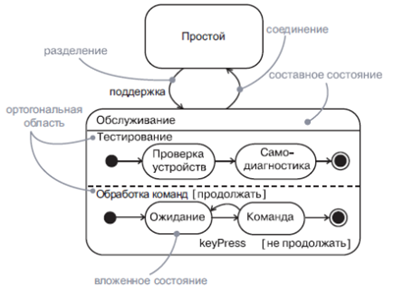 Простой
соединение
разделение
поддержка
составное состояние
ортогональная
область
Обслуживание
Тестирование
Проверка
устройств
Само-
диагностика
Обработка команд [продолжать]
Ожидание
Команда
keyPress [не продолжать]
вложенное состояние